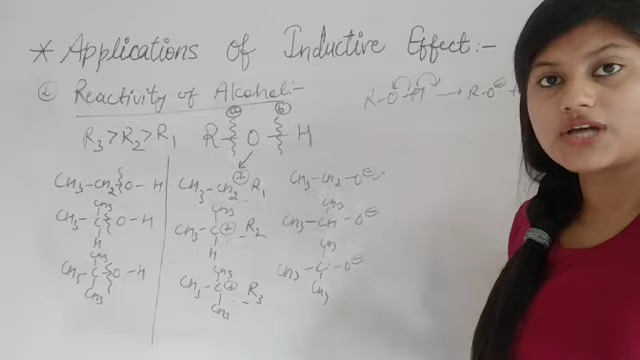 * Applications Of Inductive Effect:-
② Reactivity of Alcohol:-
R-O-H → R-O⊖ +
ⓐ ⓑ
R₃ > R₂ > R₁ R O H
CH₃-CH₂ O-H CH₃-CH₂ ⊕ R₁ CH₃-CH₂-O⊖
CH₃ CH₃ CH₃
CH₃-C O-H CH₃-C⊕ R₂ CH₃-CH-O⊖
H H
CH₃ CH₃ CH₃
CH₃-C O-H CH₃-C⊕ R₃ CH₃-C-O⊖
CH₃ CH₃ CH₃